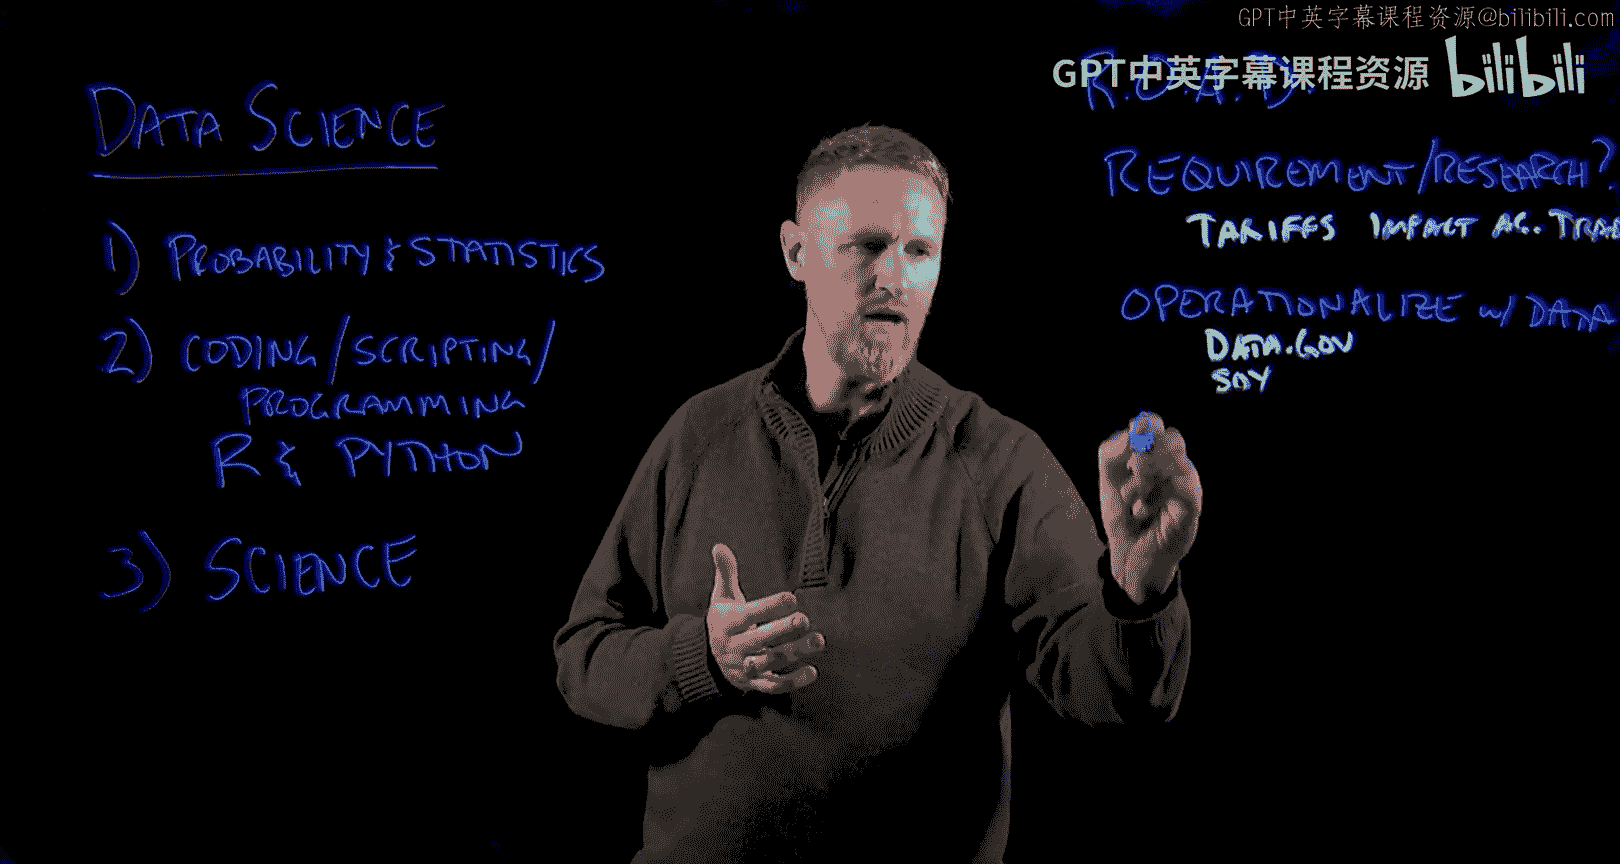 GPT中英字幕课程资源@bilibili.com
GPT中英字幕课程资源 bilibili
R.O.A.D.
DATA SCIENCE
1) PROBABILITY & STATISTICS
2) CODING/SCRIPTING/
PROGRAMMING
R & PYTHON
3) SCIENCE
REQUIREMENT/RESEARCH?
TARIFFS IMPACT AG. TRAD
OPERATIONALIZE W/ DATA
DATA.GOV
SOY